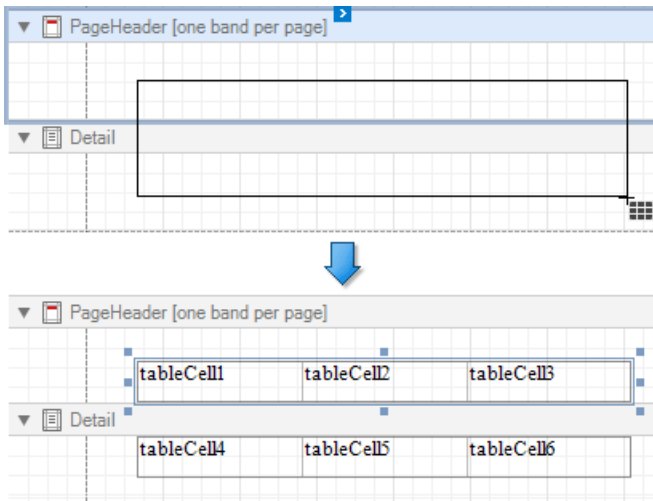 PageHeader [one band per page]
Detail
PageHeader [one band per page]
tableCell1 tableCell2 tableCell3
Detail
tableCell4 tableCell5 tableCell6